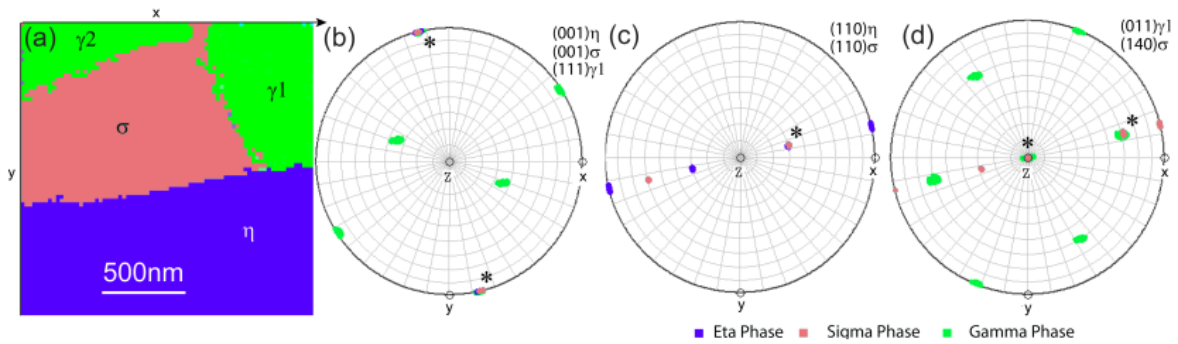 x
(a)
γ2
γ1
σ
y
η
500nm
(b)
(001)η
(001)σ
(111)γ1
*
Z
x
*
y
(c)
(110)η
(110)σ
*
Z
x
y
(d)
(011)γ1
(140)σ
*
*
Z
x
y
Eta Phase
Sigma Phase
Gamma Phase